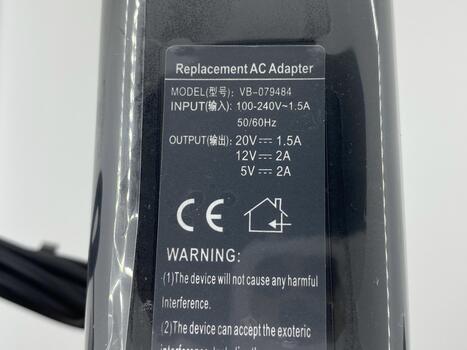 Replacement AC Adapter
MODEL(型号): VB-079484
INPUT(输入): 100-240V~1.5A
50/60Hz
OUTPUT(输出): 20V⎓1.5A
12V⎓2A
5V⎓2A
CE
WARNING:
(1)The device will not cause any harmful
Interference.
(2)The device can accept the exoteric